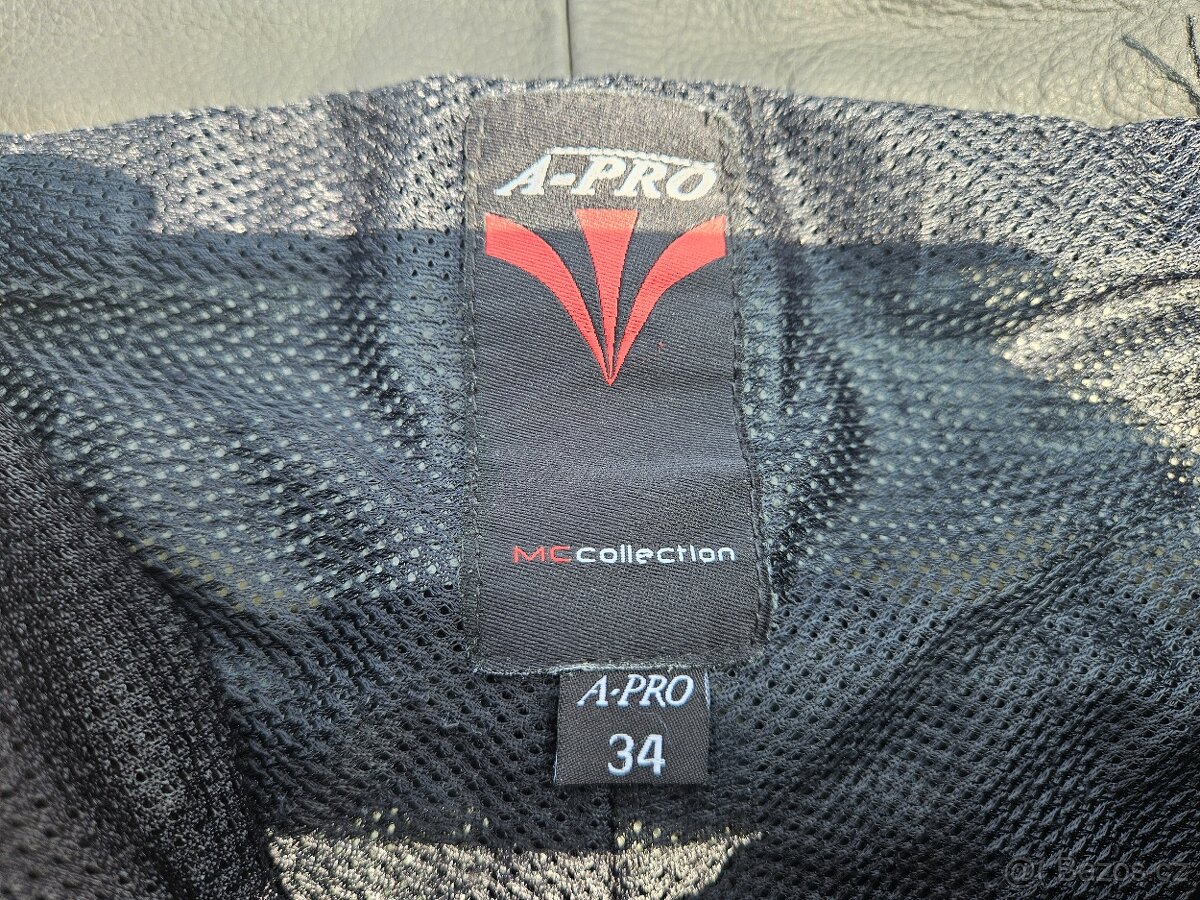 A-PRO
MCcollection
A-PRO
34
Bazos.cz